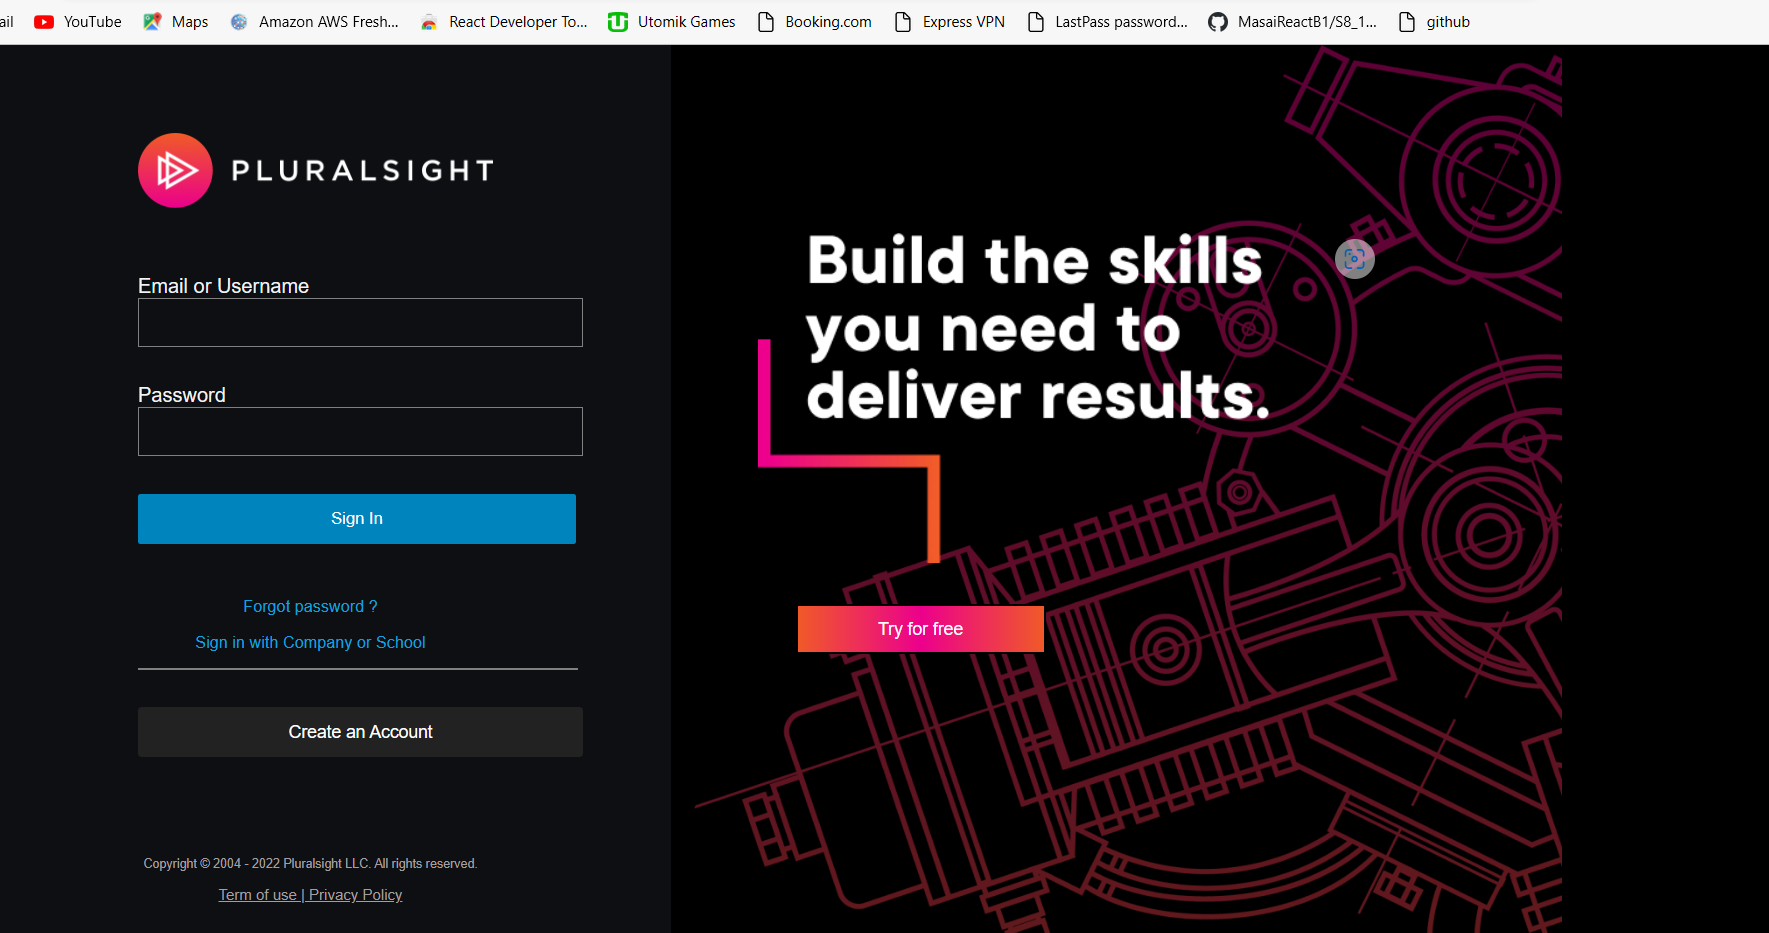 ail YouTube Maps Amazon AWS Fresh... React Developer To... Utomik Games Booking.com Express VPN LastPass password... MasaiReactB1/S8_1... github
PLURALSIGHT
Email or Username
Password
Sign In
Forgot password ?
Sign in with Company or School
Create an Account
Copyright © 2004 - 2022 Pluralsight LLC. All rights reserved.
Term of use | Privacy Policy
Build the skills
you need to
deliver results.
Try for free